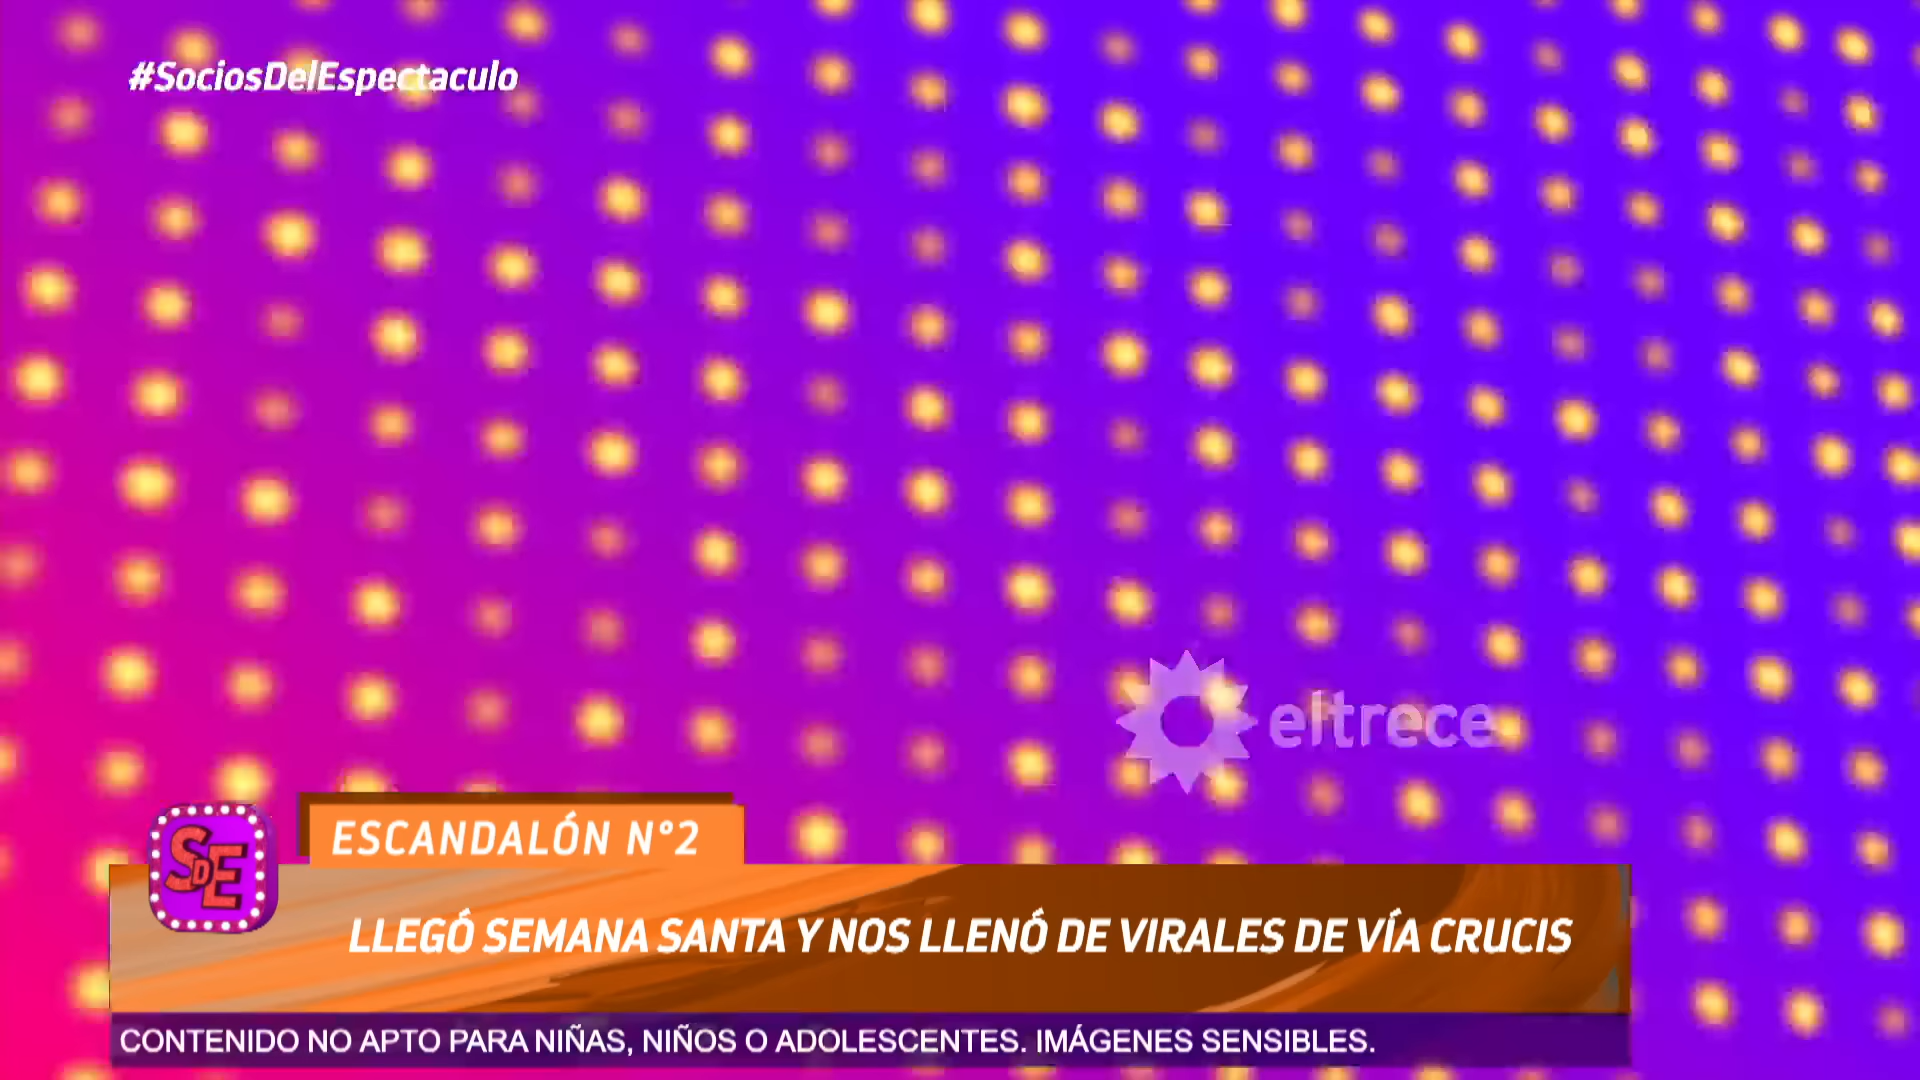 #SociosDelEspectaculo
eltrece
ESCANDALÓN N°2
SDE
LLEGÓ SEMANA SANTA Y NOS LLENÓ DE VIRALES DE VÍA CRUCIS
CONTENIDO NO APTO PARA NIÑAS, NIÑOS O ADOLESCENTES. IMÁGENES SENSIBLES.